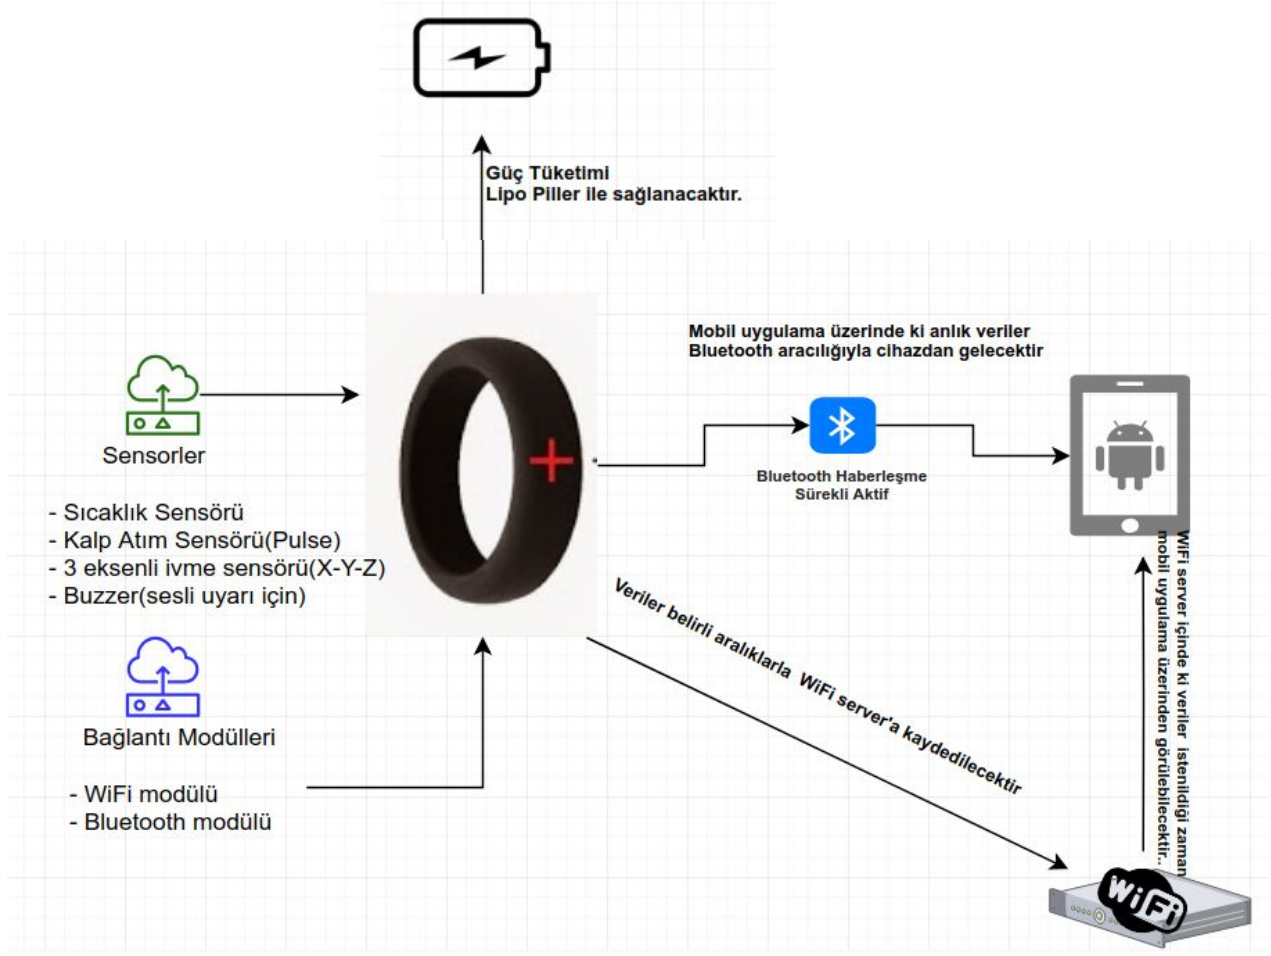 Güç Tüketimi
Lipo Piller ile sağlanacaktır.
Mobil uygulama üzerinde ki anlık veriler
Bluetooth aracılığıyla cihazdan gelecektir
Bluetooth Haberleşme
Sürekli Aktif
Sensorler
- Sıcaklık Sensörü
- Kalp Atım Sensörü(Pulse)
- 3 eksenli ivme sensörü(X-Y-Z)
- Buzzer(sesli uyarı için)
Bağlantı Modülleri
- WiFi modülü
- Bluetooth modülü
Veriler belirli aralıklarla WiFi server'a kaydedilecektir
WiFi server içinde ki veriler istenildiği zaman
mobil uygulama üzerinden görülebilecektir..
WiFi